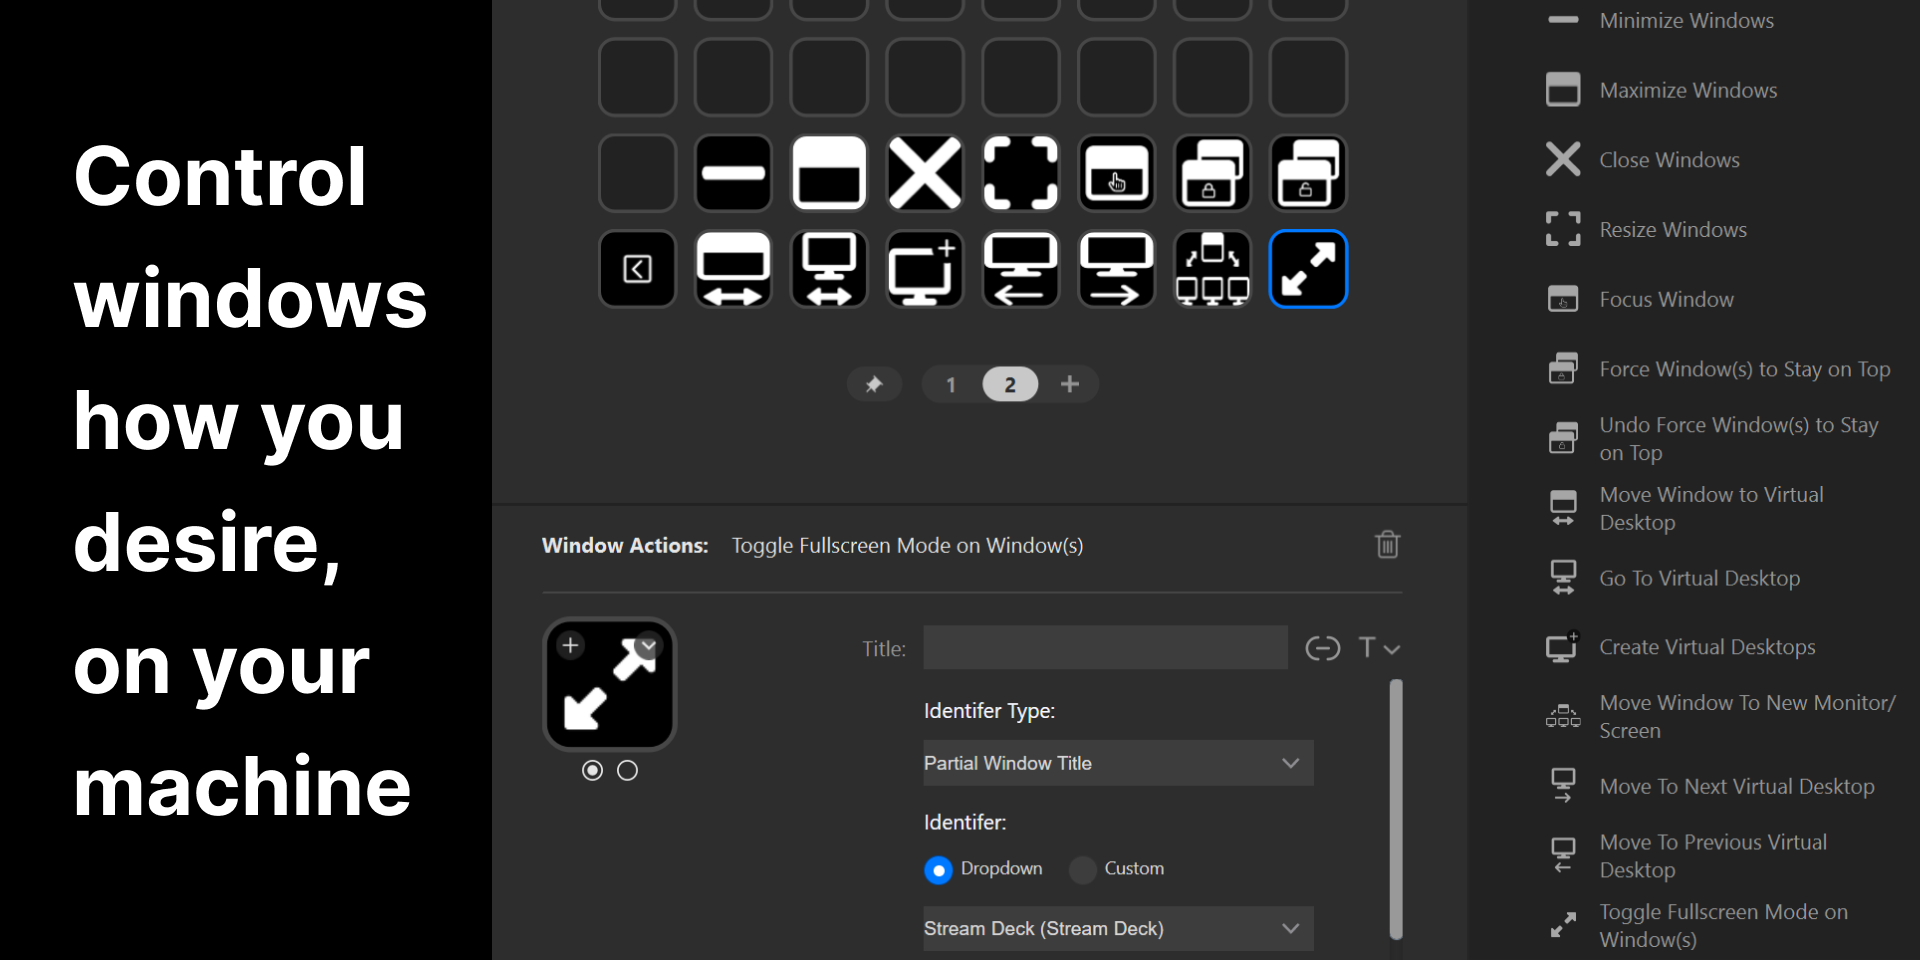 Control
windows
how you
desire,
on your
machine
1
2
Window Actions: Toggle Fullscreen Mode on Window(s)
Title:
T
Identifer Type:
Partial Window Title
Identifer:
Dropdown
Custom
Stream Deck (Stream Deck)
Minimize Windows
Maximize Windows
Close Windows
Resize Windows
Focus Window
Force Window(s) to Stay on Top
Undo Force Window(s) to Stay
on Top
Move Window to Virtual
Desktop
Go To Virtual Desktop
Create Virtual Desktops
Move Window To New Monitor/
Screen
Move To Next Virtual Desktop
Move To Previous Virtual
Desktop
Toggle Fullscreen Mode on
Window(s)